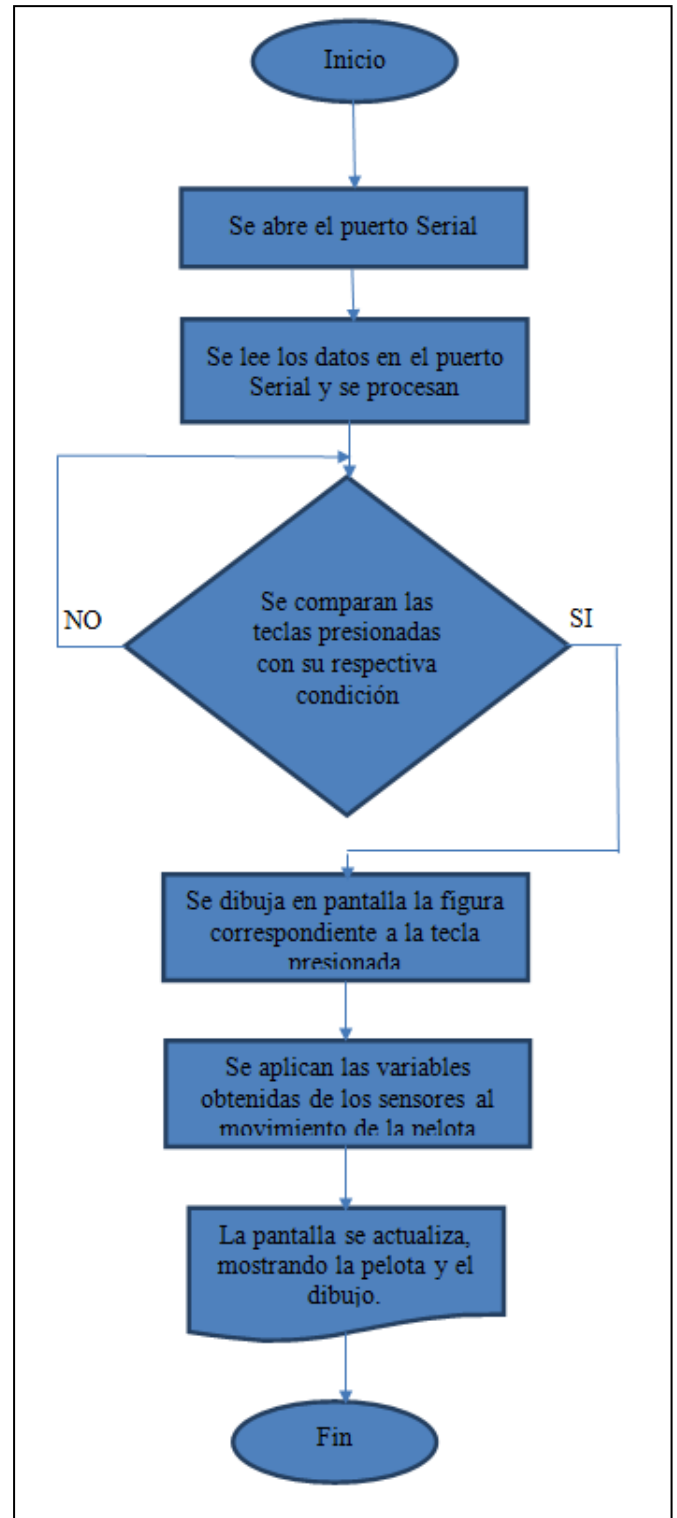 Inicio
Se abre el puerto Serial
Se lee los datos en el puerto
Serial y se procesan
Se comparan las
teclas presionadas
con su respectiva
condición
NO
SI
Se dibuja en pantalla la figura
correspondiente a la tecla
presionada
Se aplican las variables
obtenidas de los sensores al
movimiento de la pelota
La pantalla se actualiza,
mostrando la pelota y el
dibujo.
Fin